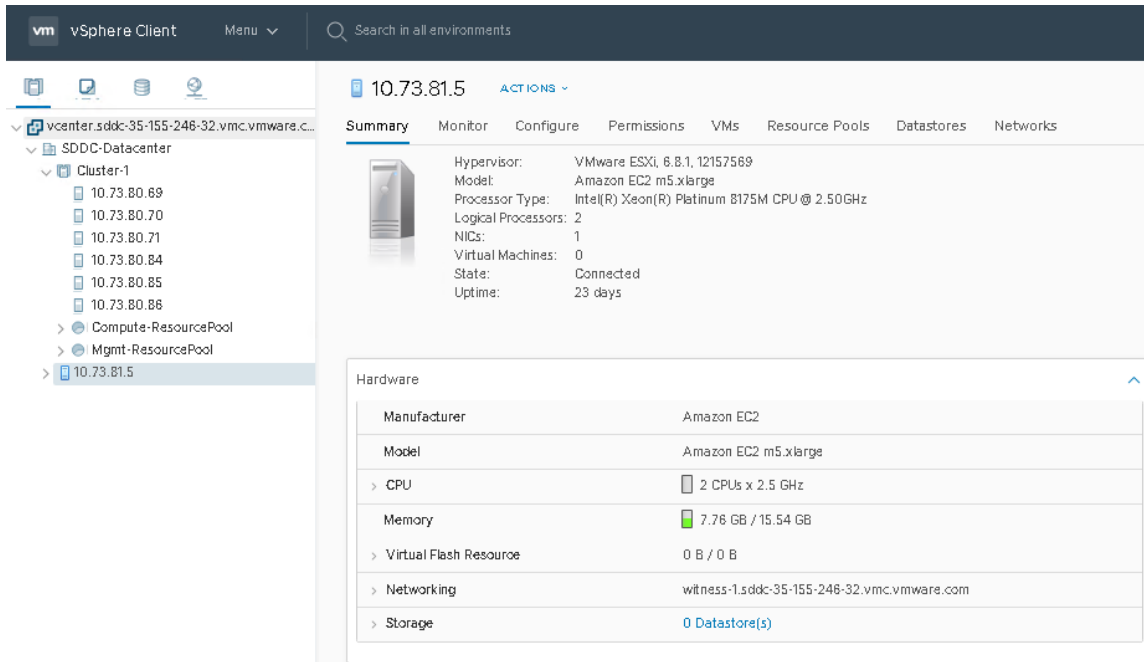 vm vSphere Client Menu Search in all environments
vcenter.sddc-35-155-246-32.vmc.vmware.c...
SDDC-Datacenter
Cluster-1
10.73.80.69
10.73.80.70
10.73.80.71
10.73.80.84
10.73.80.85
10.73.80.86
Compute-ResourcePool
Mgmt-ResourcePool
10.73.81.5
10.73.81.5 ACTIONS
Summary Monitor Configure Permissions VMs Resource Pools Datastores Networks
Hypervisor: VMware ESXi, 6.8.1, 12157569
Model: Amazon EC2 m5.xlarge
Processor Type: Intel(R) Xeon(R) Platinum 8175M CPU @ 2.50GHz
Logical Processors: 2
NICs: 1
Virtual Machines: 0
State: Connected
Uptime: 23 days
Hardware
Manufacturer Amazon EC2
Model Amazon EC2 m5.xlarge
CPU 2 CPUs x 2.5 GHz
Memory 7.76 GB / 15.54 GB
Virtual Flash Resource 0 B / 0 B
Networking witness-1.sddc-35-155-246-32.vmc.vmware.com
Storage 0 Datastore(s)